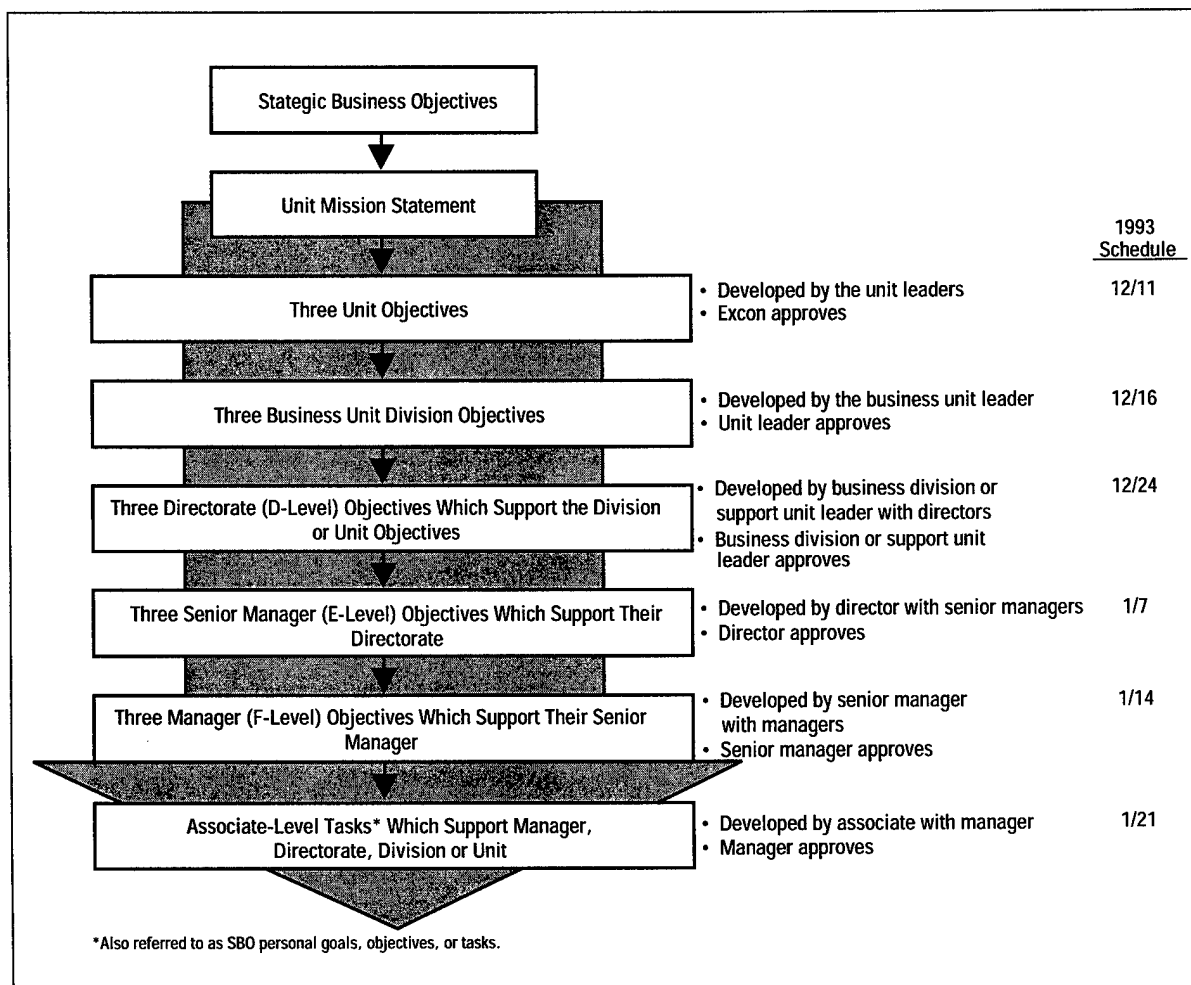 Stategic Business Objectives
Unit Mission Statement
1993
Schedule
Three Unit Objectives
• Developed by the unit leaders
• Excon approves
12/11
Three Business Unit Division Objectives
• Developed by the business unit leader
• Unit leader approves
12/16
Three Directorate (D-Level) Objectives Which Support the Division
or Unit Objectives
• Developed by business division or
support unit leader with directors
• Business division or support unit
leader approves
12/24
Three Senior Manager (E-Level) Objectives Which Support Their
Directorate
• Developed by director with senior managers
• Director approves
1/7
Three Manager (F-Level) Objectives Which Support Their Senior
Manager
• Developed by senior manager
with managers
• Senior manager approves
1/14
Associate-Level Tasks* Which Support Manager,
Directorate, Division or Unit
• Developed by associate with manager
• Manager approves
1/21
*Also referred to as SBO personal goals, objectives, or tasks.